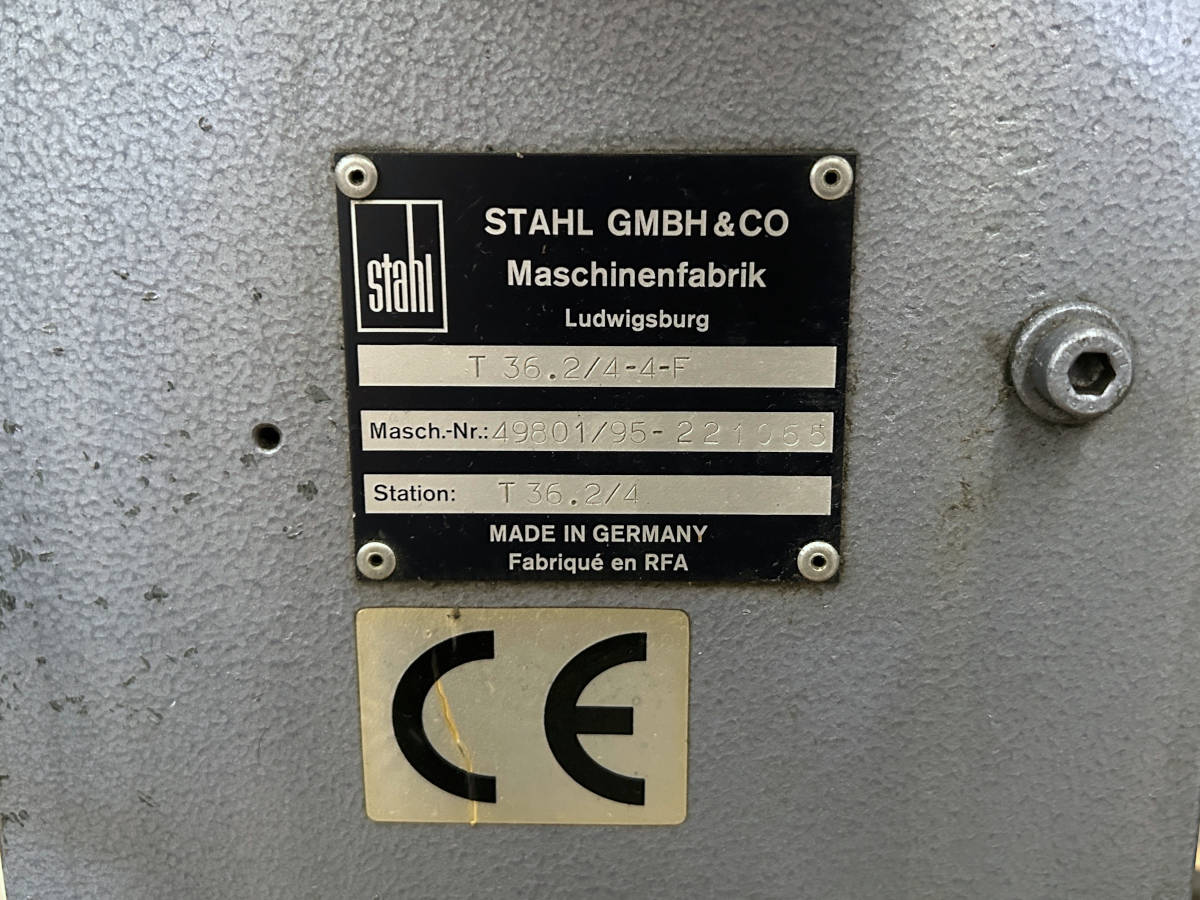 STAHL GMBH & CO
stahl
Maschinenfabrik
Ludwigsburg
T 36.2/4-4-F
Masch.-Nr.: 49801/95-221065
Station: T 36.2/4
MADE IN GERMANY
Fabriqué en RFA
CE